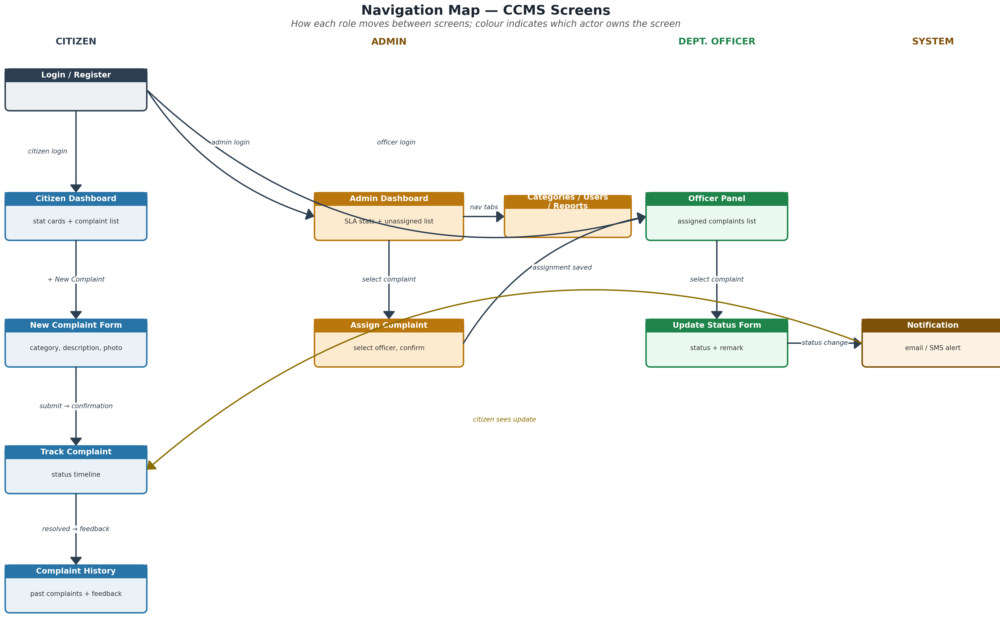 Navigation Map — CCMS Screens
How each role moves between screens; colour indicates which actor owns the screen
CITIZEN
ADMIN
DEPT. OFFICER
SYSTEM
Login / Register
citizen login
admin login
officer login
Citizen Dashboard
stat cards + complaint list
Admin Dashboard
SLA stats + unassigned list
nav tabs
Categories / Users
/ Reports
Officer Panel
assigned complaints list
+ New Complaint
select complaint
assignment saved
select complaint
New Complaint Form
category, description, photo
Assign Complaint
select officer, confirm
Update Status Form
status + remark
status change
Notification
email / SMS alert
submit → confirmation
citizen sees update
Track Complaint
status timeline
resolved → feedback
Complaint History
past complaints + feedback